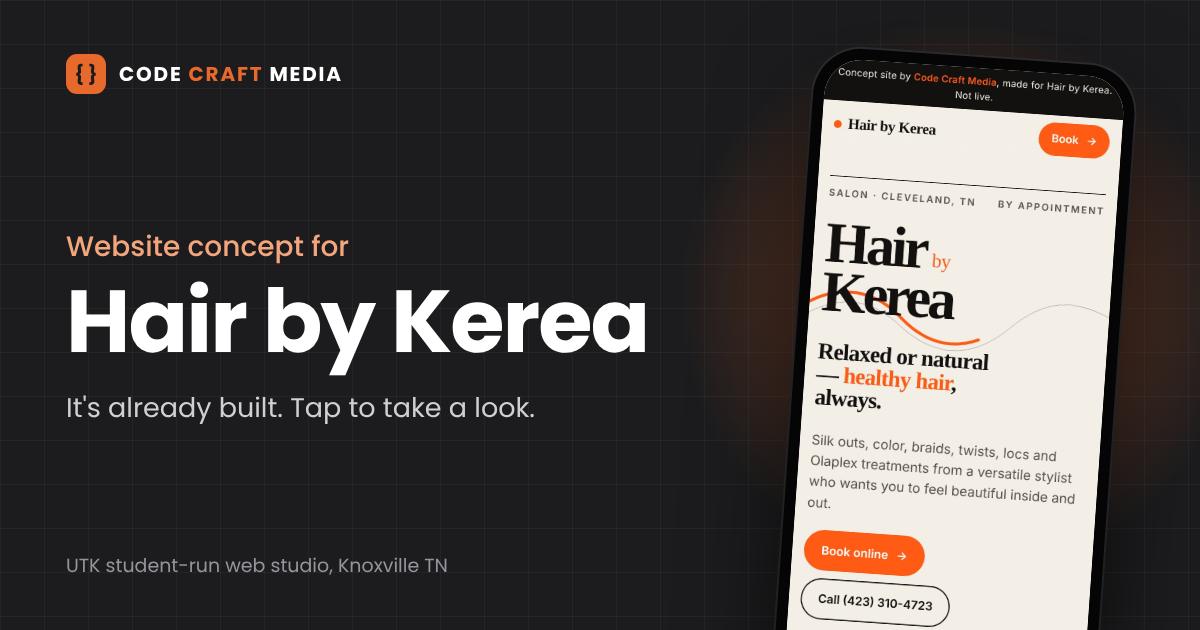 { } CODE CRAFT MEDIA
Website concept for
Hair by Kerea
It's already built. Tap to take a look.
UTK student-run web studio, Knoxville TN
Concept site by Code Craft Media, made for Hair by Kerea.
Not live.
Hair by Kerea
Book →
SALON · CLEVELAND, TN
BY APPOINTMENT
Hair by
Kerea
Relaxed or natural
— healthy hair,
always.
Silk outs, color, braids, twists, locs and
Olaplex treatments from a versatile stylist
who wants you to feel beautiful inside and
out.
Book online →
Call (423) 310-4723